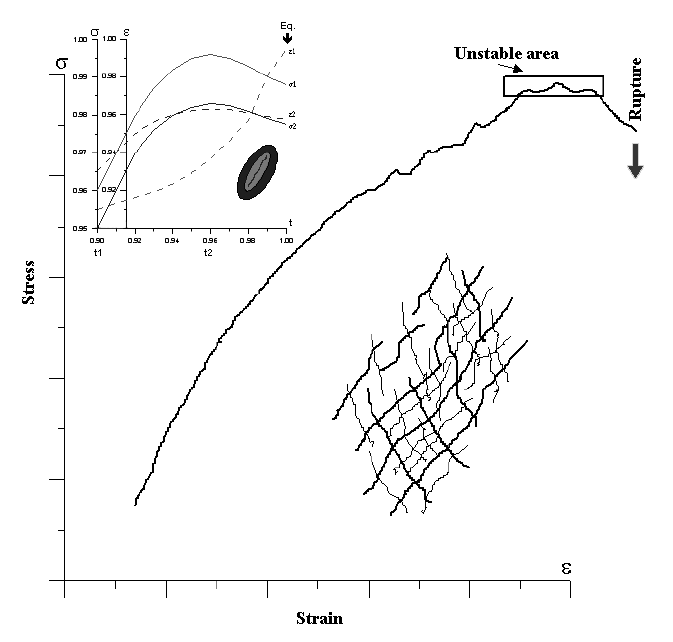 Eq.
σ ε
1.00 1.00
0.99 0.98
0.98 0.96
0.97 0.94
0.96 0.92
0.95
ε1
σ1
ε2
σ2
t
0.90 0.92 0.94 0.96 0.98 1.00
t1 t2
σ
Unstable area
Rupture
Stress
ε
Strain